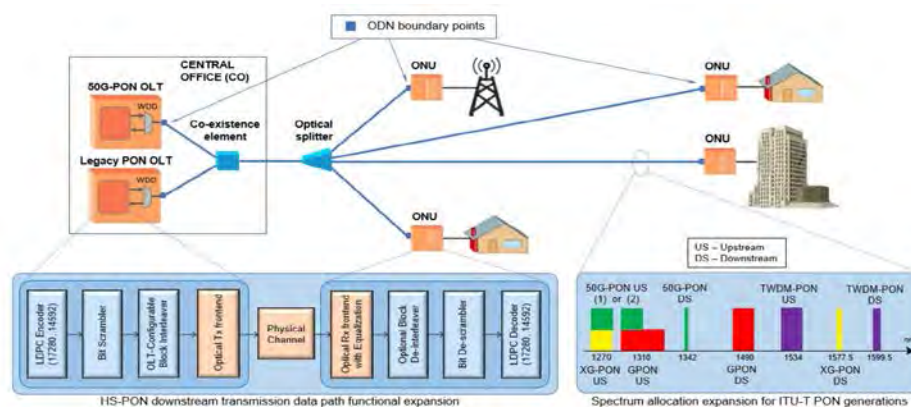 ODN boundary points
CENTRAL
OFFICE (CO)
50G-PON OLT
WDD
Co-existence
element
Legacy PON OLT
WDD
Optical
splitter
ONU
ONU
ONU
ONU
US – Upstream
DS – Downstream
LDPC Encoder
(17280, 14592)
Bit Scrambler
OLT-Configurable
Block Interleaver
Optical Tx frontend
Physical
Channel
Optical Rx frontend
with Equalization
Optional Block
De-interleaver
Bit De-scrambler
LDPC Decoder
(17280, 14592)
HS-PON downstream transmission data path functional expansion
50G-PON US
(1) or (2)
50G-PON
DS
TWDM-PON
US
TWDM-PON
DS
1270
1310
1342
1490
1534
1577.5
1599.5
XG-PON
US
GPON
US
GPON
DS
XG-PON
DS
Spectrum allocation expansion for ITU-T PON generations